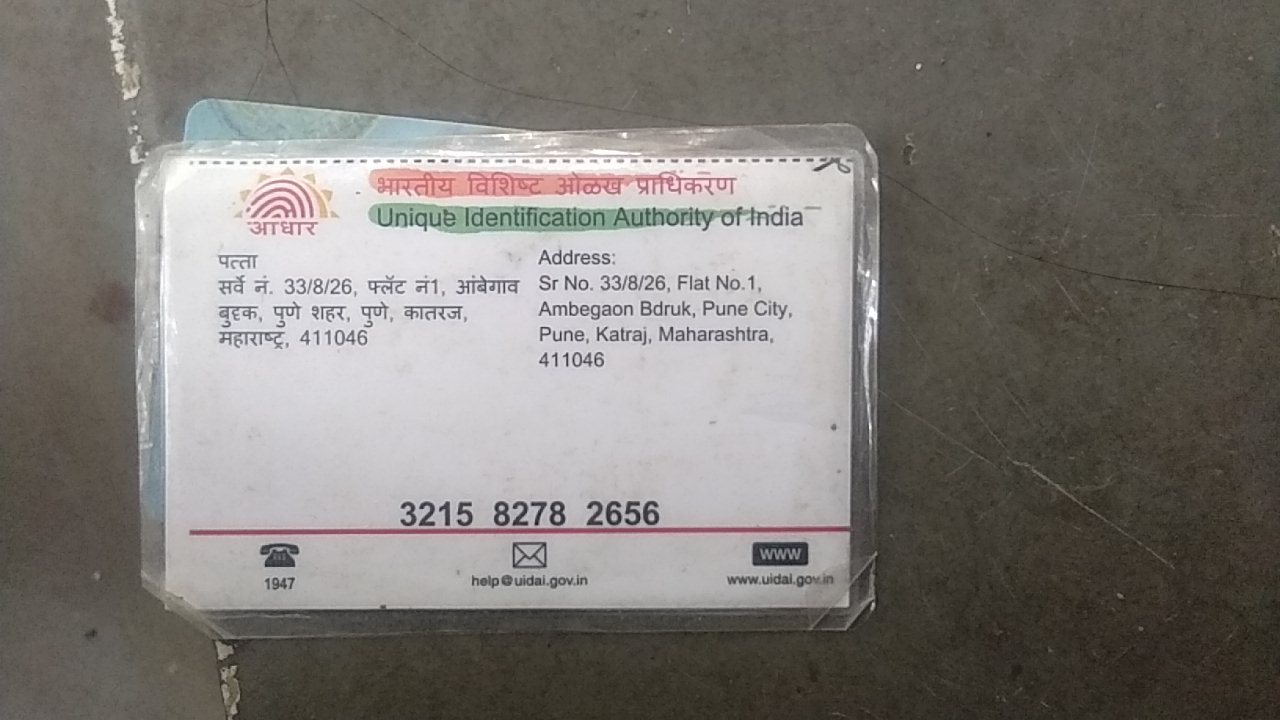 भारतीय विशिष्ट ओळख प्राधिकरण
Unique Identification Authority of India
आधार
पत्ता
सर्वे नं. 33/8/26, फ्लॅट नं1, आंबेगाव
बुद्रक, पुणे शहर, पुणे, कातरज,
महाराष्ट्र, 411046
Address:
Sr No. 33/8/26, Flat No.1,
Ambegaon Bdruk, Pune City,
Pune, Katraj, Maharashtra,
411046
3215 8278 2656
1947
help@uidai.gov.in
WWW
www.uidai.gov.in